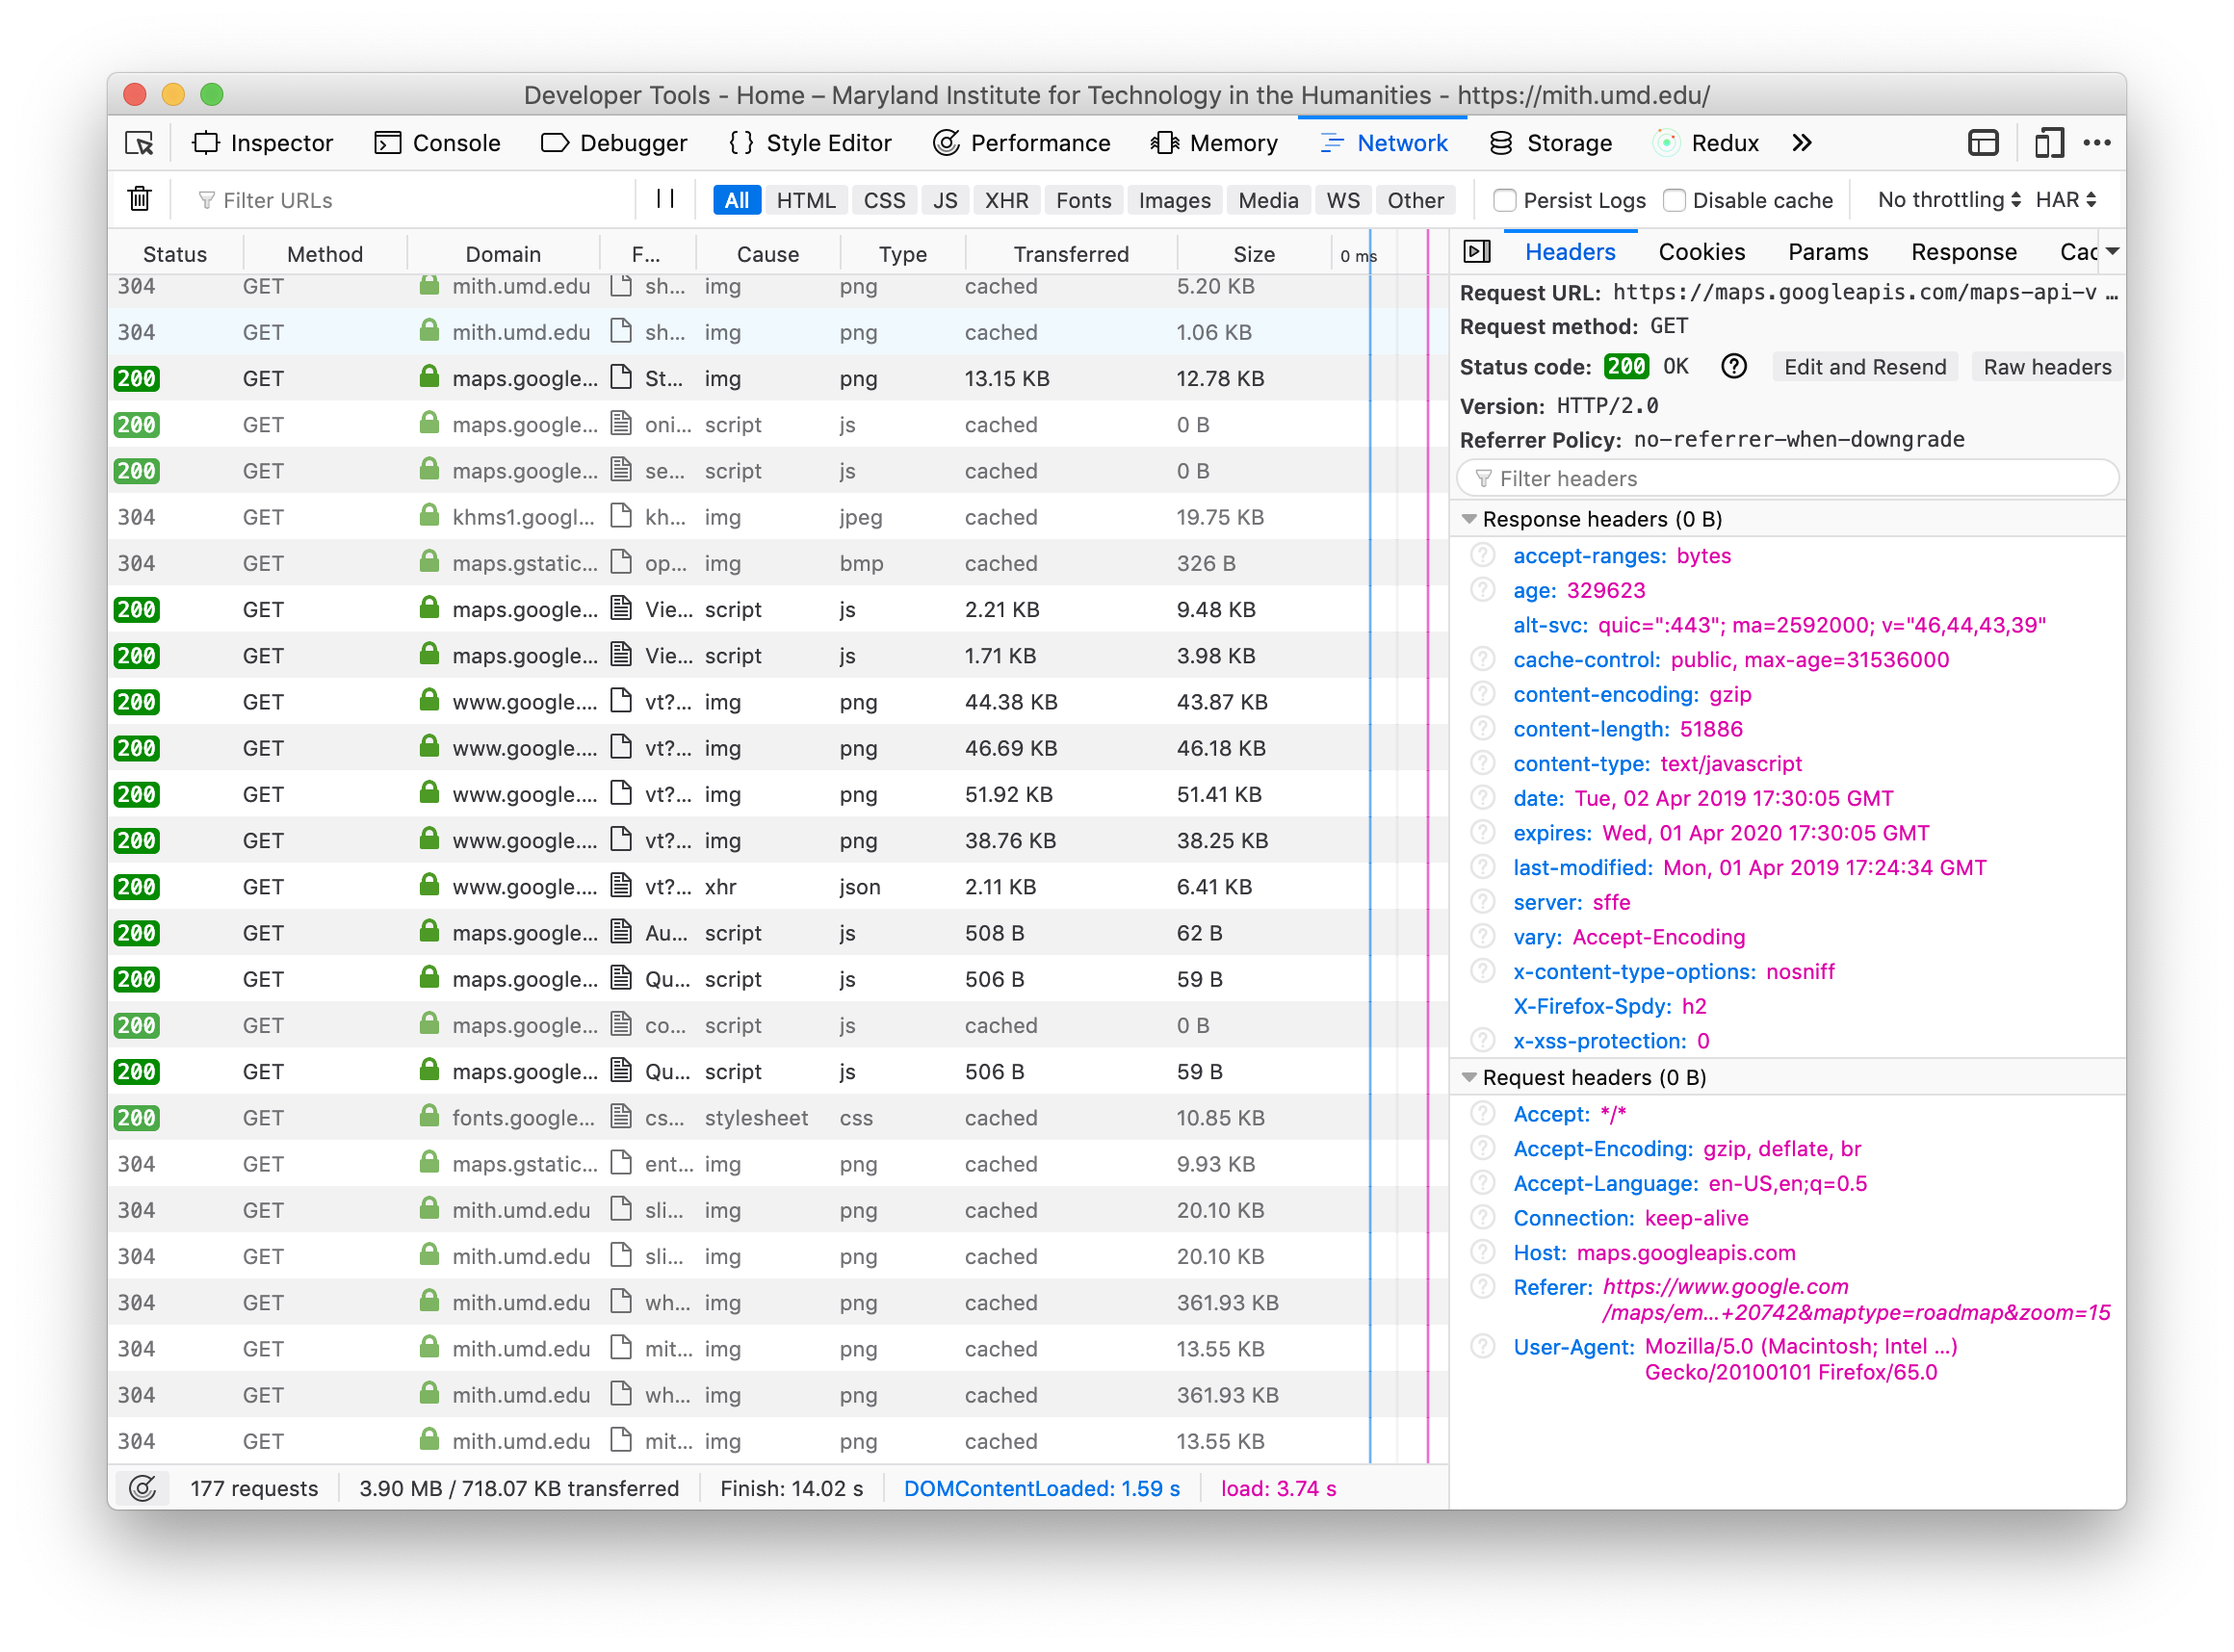 Developer Tools - Home – Maryland Institute for Technology in the Humanities - https://mith.umd.edu/
Inspector Console Debugger Style Editor Performance Memory Network Storage Redux
Filter URLs All HTML CSS JS XHR Fonts Images Media WS Other Persist Logs Disable cache No throttling HAR
Status Method Domain F... Cause Type Transferred Size 0 ms
304 GET mith.umd.edu sh... img png cached 5.20 KB
304 GET mith.umd.edu sh... img png cached 1.06 KB
200 GET maps.google... St... img png 13.15 KB 12.78 KB
200 GET maps.google... oni... script js cached 0 B
200 GET maps.google... se... script js cached 0 B
304 GET khms1.googl... kh... img jpeg cached 19.75 KB
304 GET maps.gstatic... op... img bmp cached 326 B
200 GET maps.google... Vie... script js 2.21 KB 9.48 KB
200 GET maps.google... Vie... script js 1.71 KB 3.98 KB
200 GET www.google.... vt?... img png 44.38 KB 43.87 KB
200 GET www.google.... vt?... img png 46.69 KB 46.18 KB
200 GET www.google.... vt?... img png 51.92 KB 51.41 KB
200 GET www.google.... vt?... img png 38.76 KB 38.25 KB
200 GET www.google.... vt?... xhr json 2.11 KB 6.41 KB
200 GET maps.google... Au... script js 508 B 62 B
200 GET maps.google... Qu... script js 506 B 59 B
200 GET maps.google... co... script js cached 0 B
200 GET maps.google... Qu... script js 506 B 59 B
200 GET fonts.google... cs... stylesheet css cached 10.85 KB
304 GET maps.gstatic... ent... img png cached 9.93 KB
304 GET mith.umd.edu sli... img png cached 20.10 KB
304 GET mith.umd.edu sli... img png cached 20.10 KB
304 GET mith.umd.edu wh... img png cached 361.93 KB
304 GET mith.umd.edu mit... img png cached 13.55 KB
304 GET mith.umd.edu wh... img png cached 361.93 KB
304 GET mith.umd.edu mit... img png cached 13.55 KB
177 requests 3.90 MB / 718.07 KB transferred Finish: 14.02 s DOMContentLoaded: 1.59 s load: 3.74 s
Headers Cookies Params Response Cac
Request URL: https://maps.googleapis.com/maps-api-v ...
Request method: GET
Status code: 200 OK Edit and Resend Raw headers
Version: HTTP/2.0
Referrer Policy: no-referrer-when-downgrade
Filter headers
Response headers (0 B)
accept-ranges: bytes
age: 329623
alt-svc: quic=":443"; ma=2592000; v="46,44,43,39"
cache-control: public, max-age=31536000
content-encoding: gzip
content-length: 51886
content-type: text/javascript
date: Tue, 02 Apr 2019 17:30:05 GMT
expires: Wed, 01 Apr 2020 17:30:05 GMT
last-modified: Mon, 01 Apr 2019 17:24:34 GMT
server: sffe
vary: Accept-Encoding
x-content-type-options: nosniff
X-Firefox-Spdy: h2
x-xss-protection: 0
Request headers (0 B)
Accept: */*
Accept-Encoding: gzip, deflate, br
Accept-Language: en-US,en;q=0.5
Connection: keep-alive
Host: maps.googleapis.com
Referer: https://www.google.com
/maps/em...+20742&maptype=roadmap&zoom=15
User-Agent: Mozilla/5.0 (Macintosh; Intel ...)
Gecko/20100101 Firefox/65.0